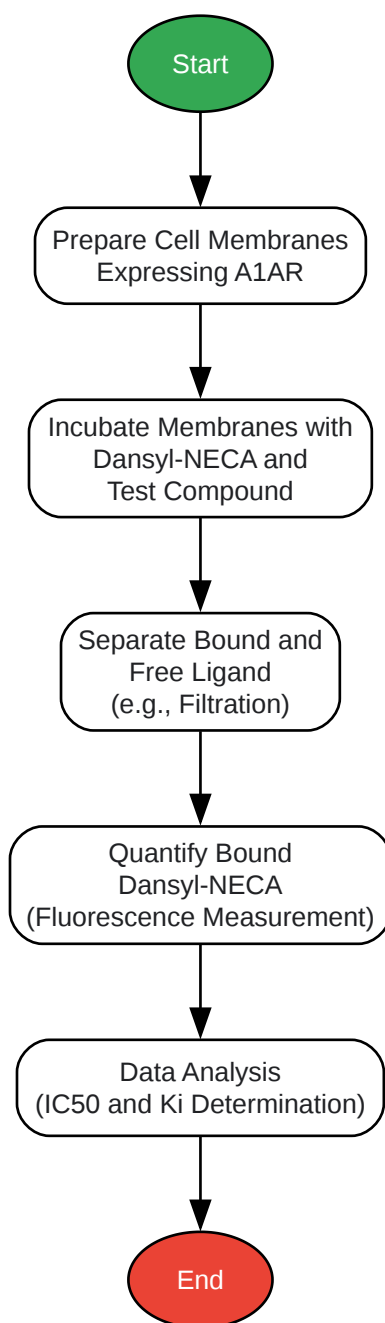 Start
Prepare Cell Membranes
Expressing A1AR
Incubate Membranes with
Dansyl-NECA and
Test Compound
Separate Bound and
Free Ligand
(e.g., Filtration)
Quantify Bound
Dansyl-NECA
(Fluorescence Measurement)
Data Analysis
(IC50 and Ki Determination)
End